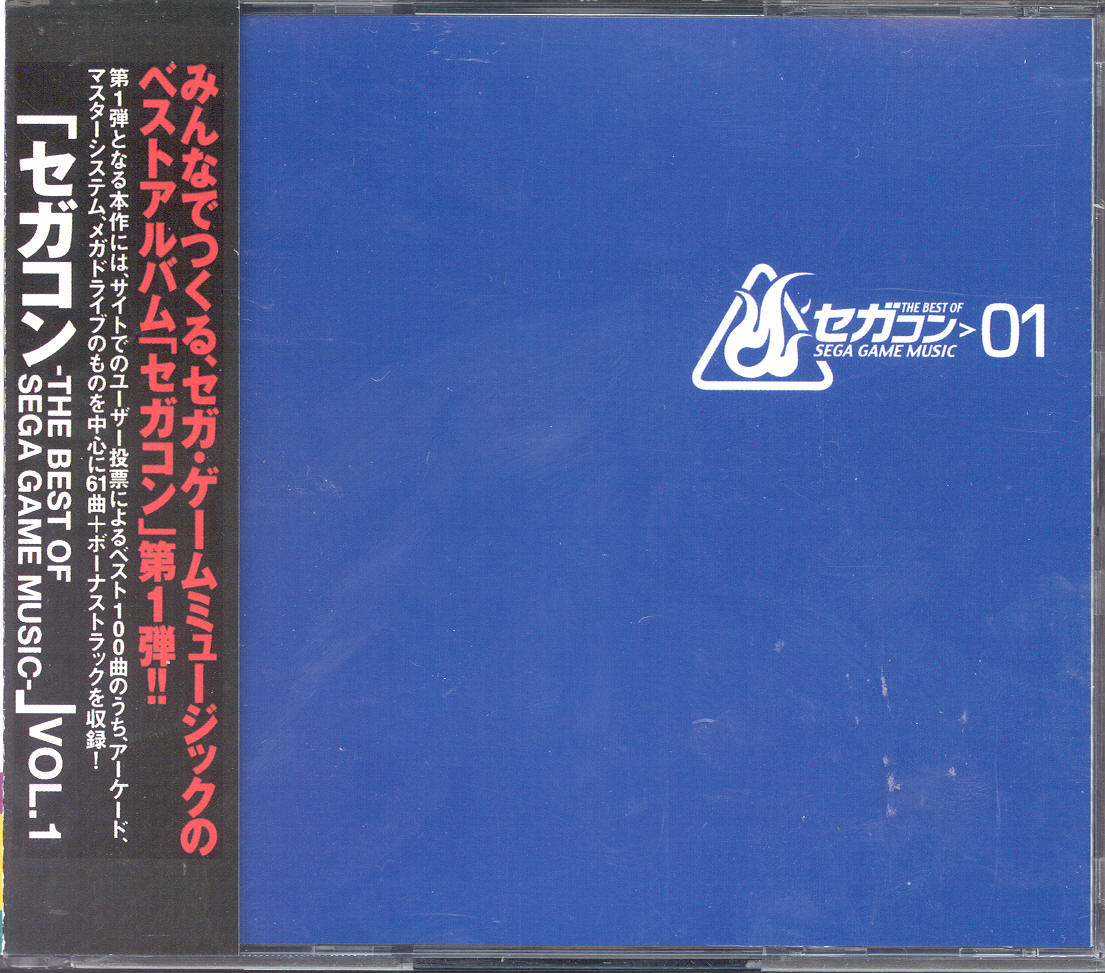 みんなでつくる、セガ・ゲームミュージックの
ベストアルバム「セガコン」第1弾!!
第1弾となる本作には、サイトでのユーザー投票によるベスト100曲のうち、アーケード、
マスターシステム、メガドライブのものを中心に61曲+ボーナストラックを収録!
「セガコン-THE BEST OF
SEGA GAME MUSIC-」VOL.1
THE BEST OF
セガコン>01
SEGA GAME MUSIC